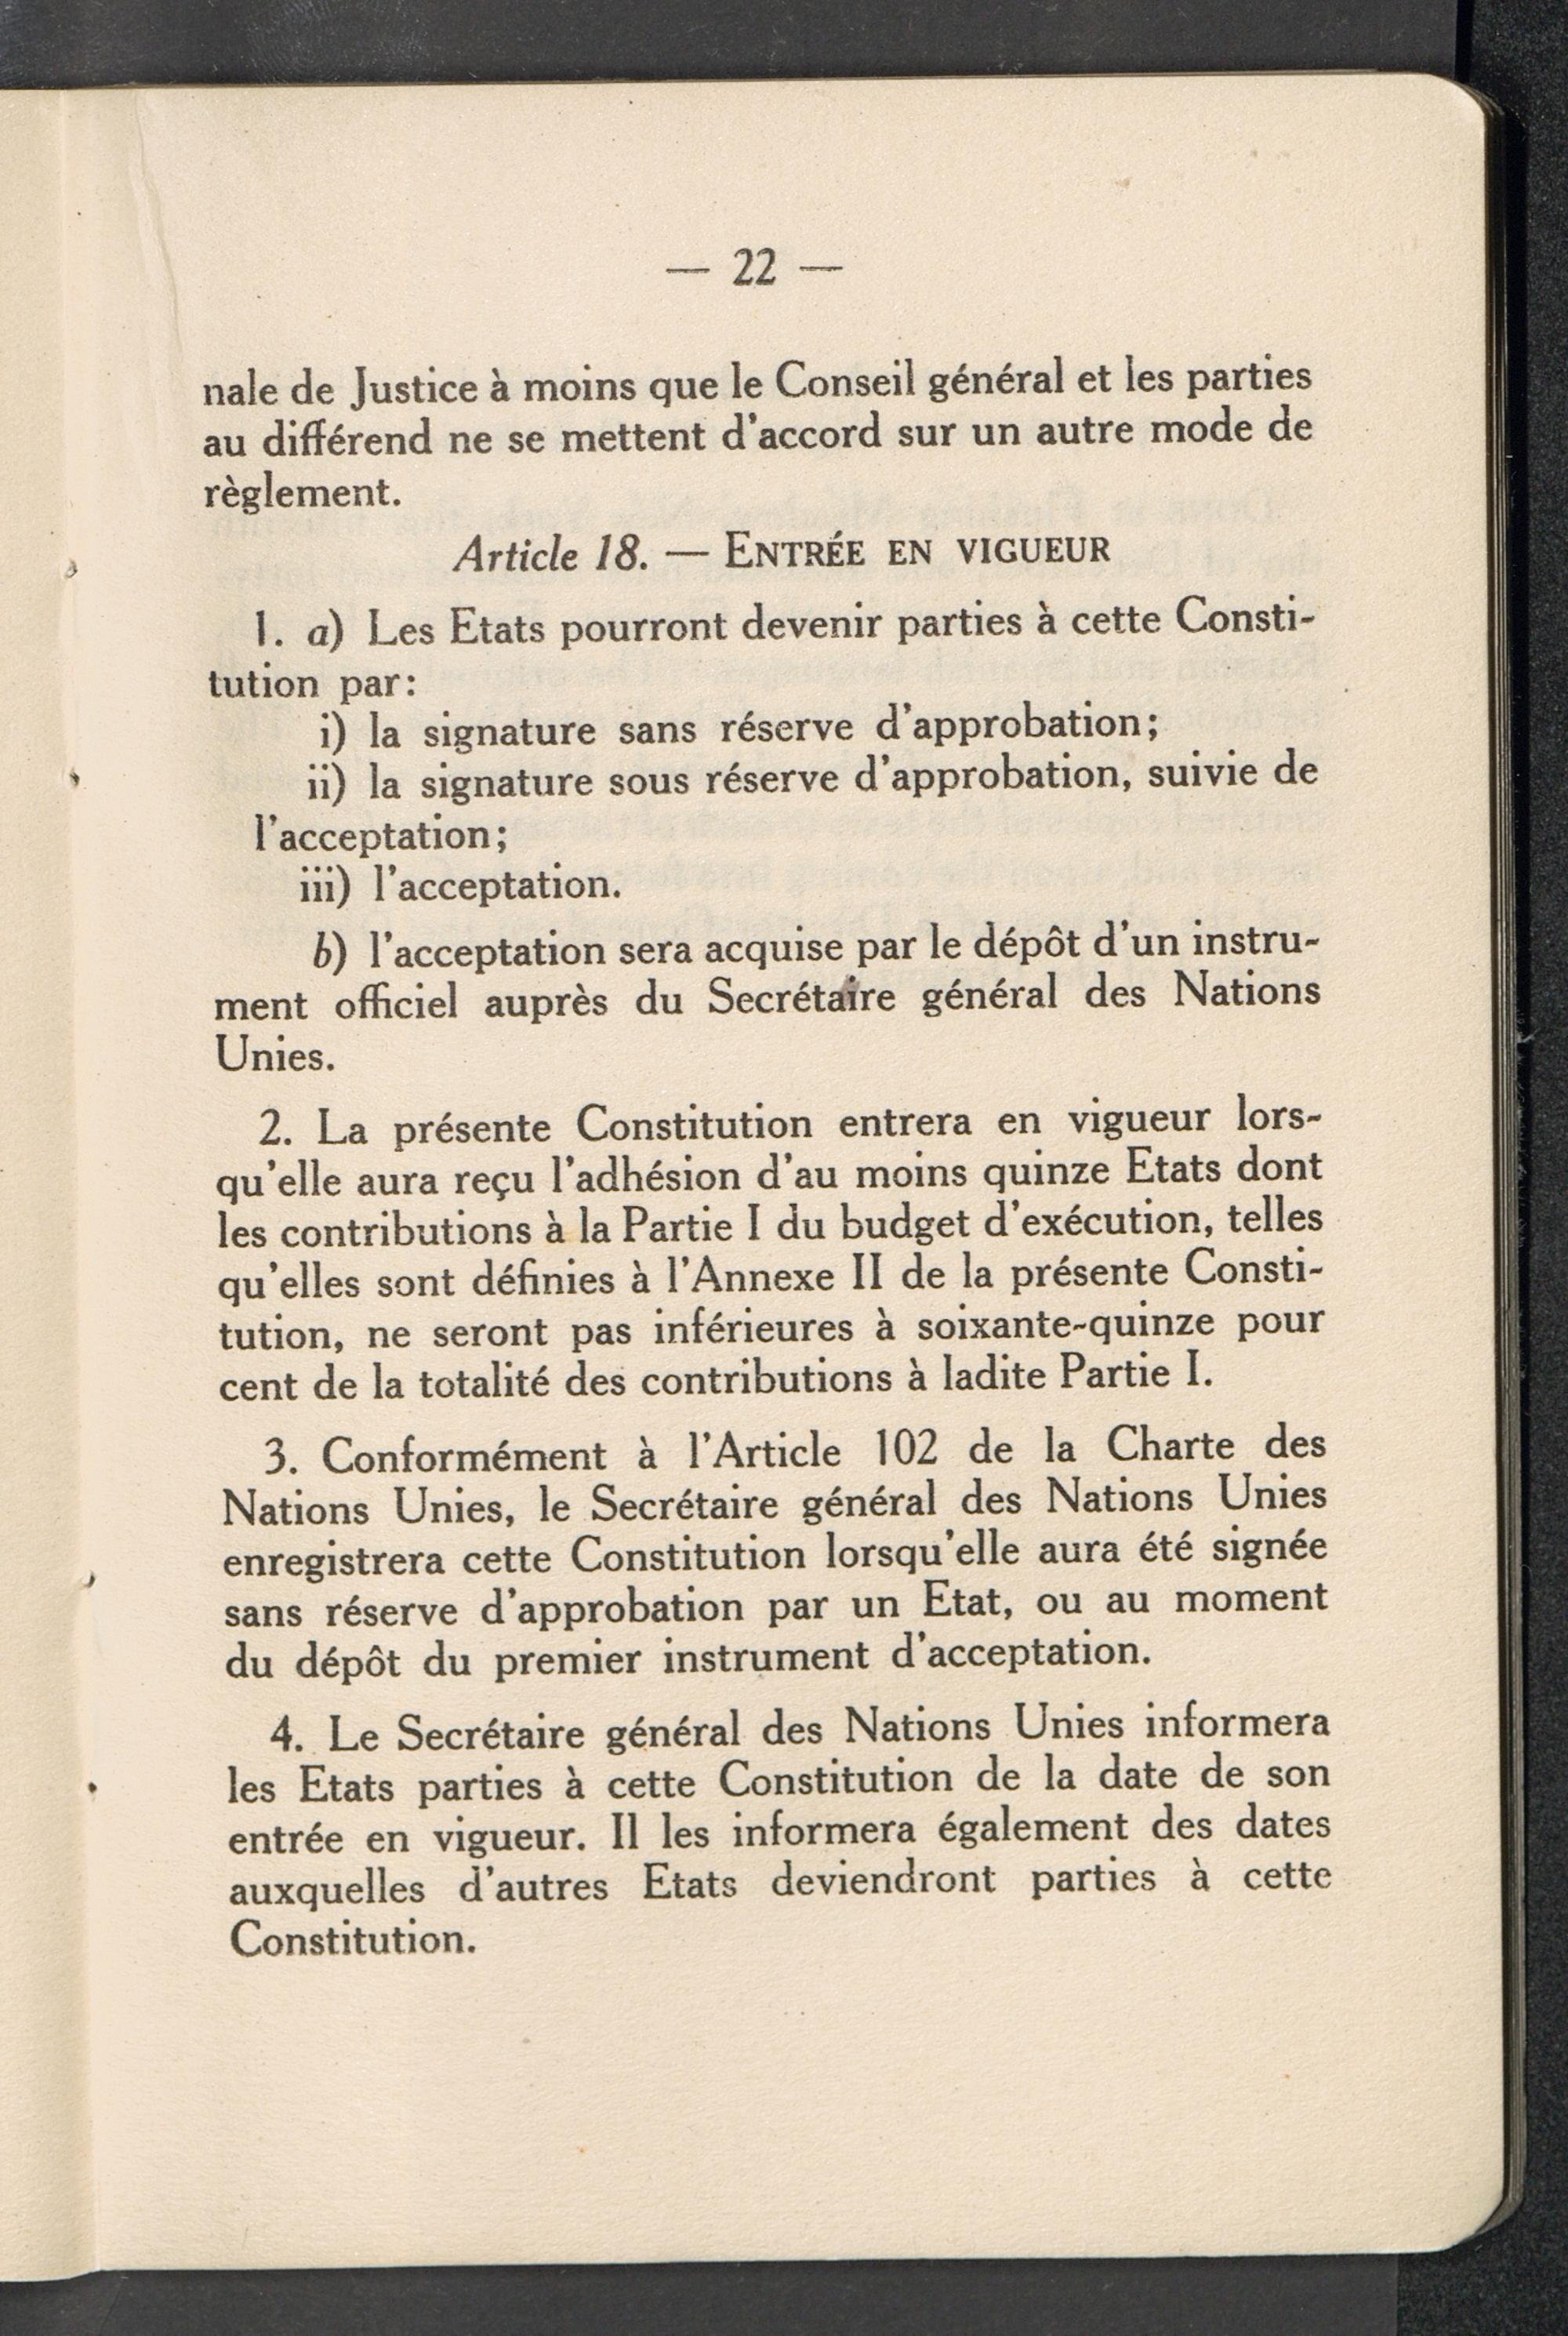 — 22 —
nale de Justice à moins que le Conseil général et les parties
au différend ne se mettent d'accord sur un autre mode de
règlement.
Article 18. — ENTRÉE EN VIGUEUR
1. a) Les Etats pourront devenir parties à cette Consti-
tution par:
i) la signature sans réserve d'approbation;
ii) la signature sous réserve d'approbation, suivie de
l'acceptation;
iii) l'acceptation.
b) l'acceptation sera acquise par le dépôt d'un instru-
ment officiel auprès du Secrétaire général des Nations
Unies.
2. La présente Constitution entrera en vigueur lors-
qu'elle aura reçu l'adhésion d'au moins quinze Etats dont
les contributions à la Partie I du budget d'exécution, telles
qu'elles sont définies à l'Annexe II de la présente Consti-
tution, ne seront pas inférieures à soixante-quinze pour
cent de la totalité des contributions à ladite Partie I.
3. Conformément à l'Article 102 de la Charte des
Nations Unies, le Secrétaire général des Nations Unies
enregistrera cette Constitution lorsqu'elle aura été signée
sans réserve d'approbation par un Etat, ou au moment
du dépôt du premier instrument d'acceptation.
4. Le Secrétaire général des Nations Unies informera
les Etats parties à cette Constitution de la date de son
entrée en vigueur. Il les informera également des dates
auxquelles d'autres Etats deviendront parties à cette
Constitution.